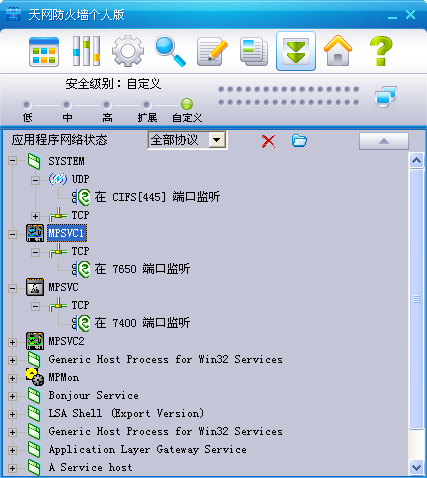 天网防火墙个人版
安全级别：自定义
低 中 高 扩展 自定义
应用程序网络状态 全部协议
SYSTEM
UDP
在 CIFS[445] 端口监听
TCP
MPSVC1
TCP
在 7650 端口监听
MPSVC
TCP
在 7400 端口监听
MPSVC2
Generic Host Process for Win32 Services
MPMon
Bonjour Service
LSA Shell (Export Version)
Generic Host Process for Win32 Services
Application Layer Gateway Service
A Service host